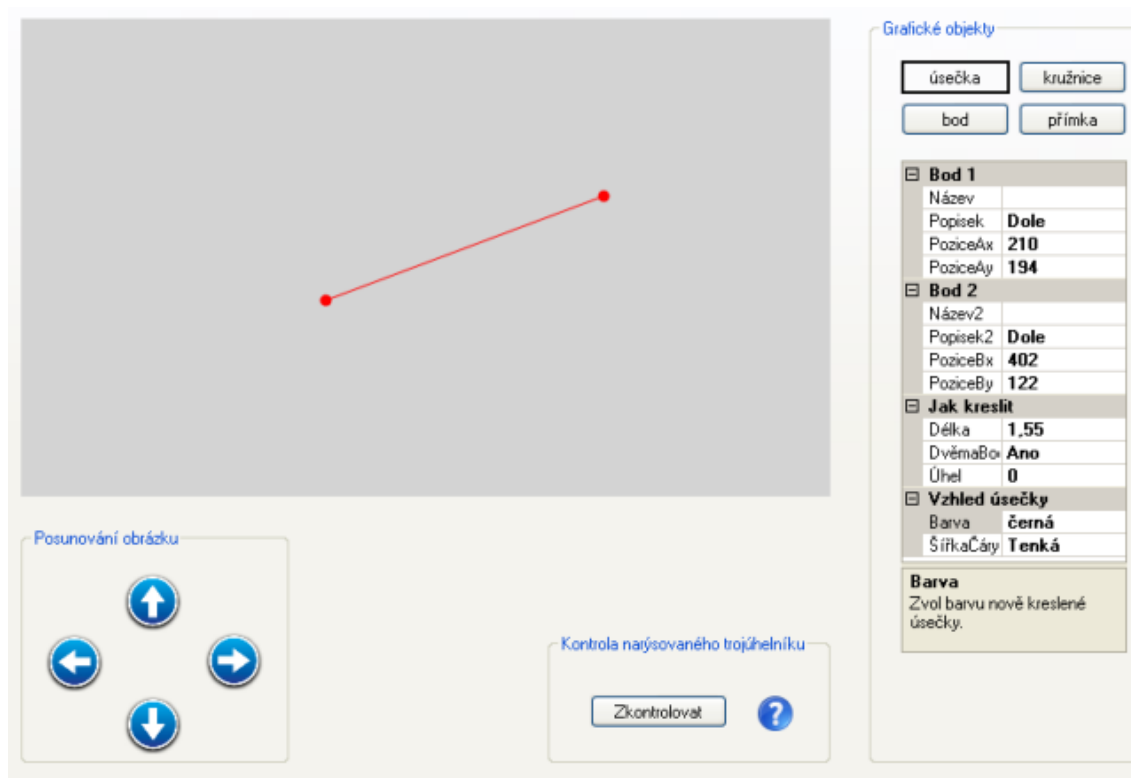 Grafické objekty
úsečka kružnice
bod přímka
Bod 1
Název
Popisek Dole
PoziceAx 210
PoziceAy 194
Bod 2
Název2
Popisek2 Dole
PoziceBx 402
PoziceBy 122
Jak kreslit
Délka 1,55
DvěmaBo Ano
Úhel 0
Vzhled úsečky
Barva černá
ŠířkaČáry Tenká
Barva
Zvol barvu nově kreslené
úsečky.
Posunování obrázku
Kontrola narýsovaného trojúhelníku
Zkontrolovat ?